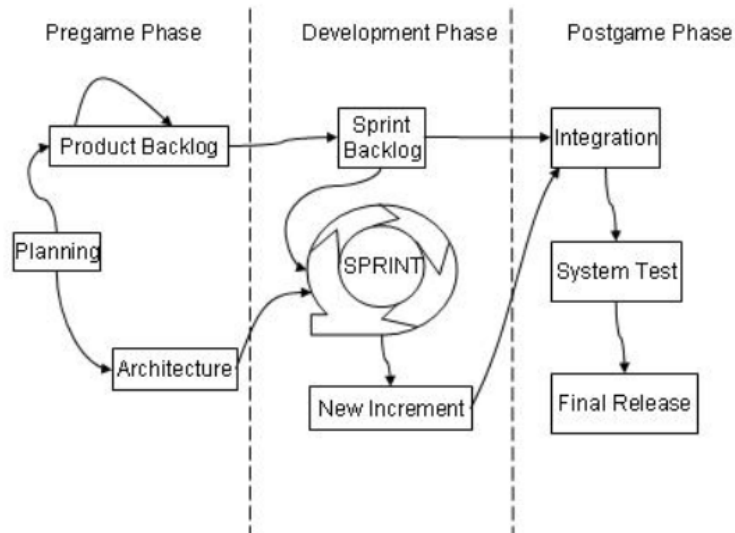 Pregame Phase
Development Phase
Postgame Phase
Product Backlog
Sprint
Backlog
Integration
Planning
SPRINT
System Test
Architecture
New Increment
Final Release